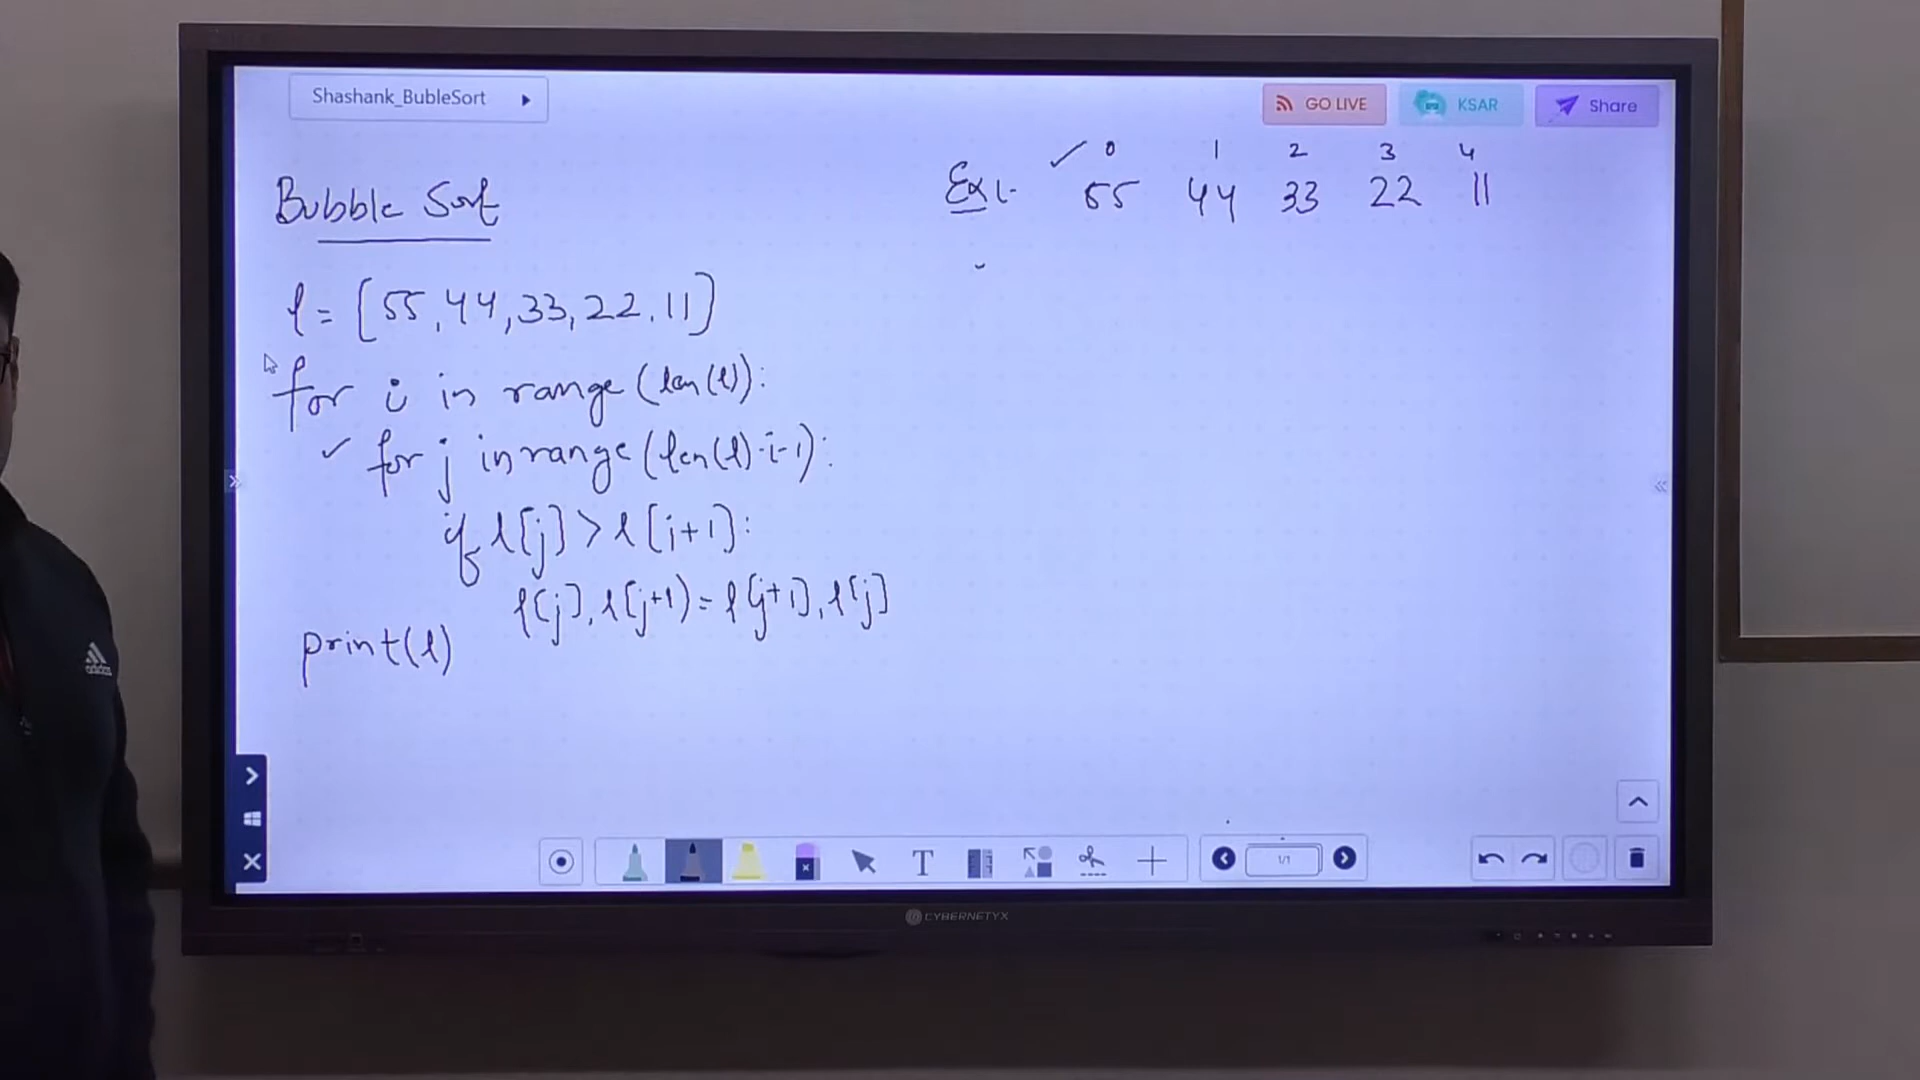 Shashank_BubleSort
GO LIVE
KSAR
Share
Bubble Sort
l = [55, 44, 33, 22, 11]
for i in range (len(l):
for j in range (len(l)-i-1):
if l[j] > l[j+1]:
l[j], l[j+1) = l[j+1], l[j]
print(l)
0 1 2 3 4
Ex1- 55 44 33 22 11
adidas
T
1/1
CYBERNETYX